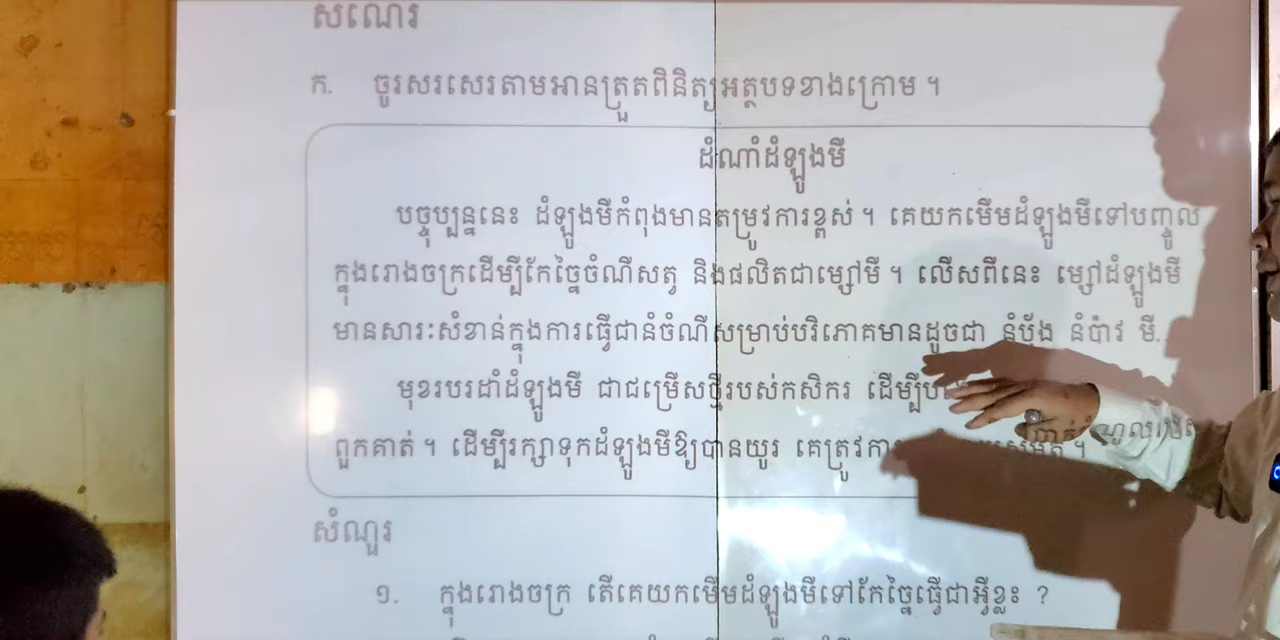 សំណេរ
ក. ចូរសរសេរតាមអានត្រួតពិនិត្យអត្ថបទខាងក្រោម ។
ដំណាំដំឡូងមី
បច្ចុប្បន្ននេះ ដំឡូងមីកំពុងមានតម្រូវការខ្ពស់ ។ គេយកមើមដំឡូងមីទៅបញ្ចូល
ក្នុងរោងចក្រដើម្បីកែច្នៃចំណីសត្វ និងផលិតជាម្សៅមី ។ លើសពីនេះ ម្សៅដំឡូងមី
មានសារៈសំខាន់ក្នុងការធ្វើជានំចំណីសម្រាប់បរិភោគមានដូចជា នំប៉័ង នំប៉ាវ មី.
មុខរបរដាំដំឡូងមី ជាជម្រើសថ្មីរបស់កសិករ ដើម្បី
ពួកគាត់ ។ ដើម្បីរក្សាទុកដំឡូងមីឱ្យបានយូរ គេត្រូវ
សំណួរ
១. ក្នុងរោងចក្រ តើគេយកមើមដំឡូងមីទៅកែច្នៃធ្វើជាអ្វីខ្លះ ?